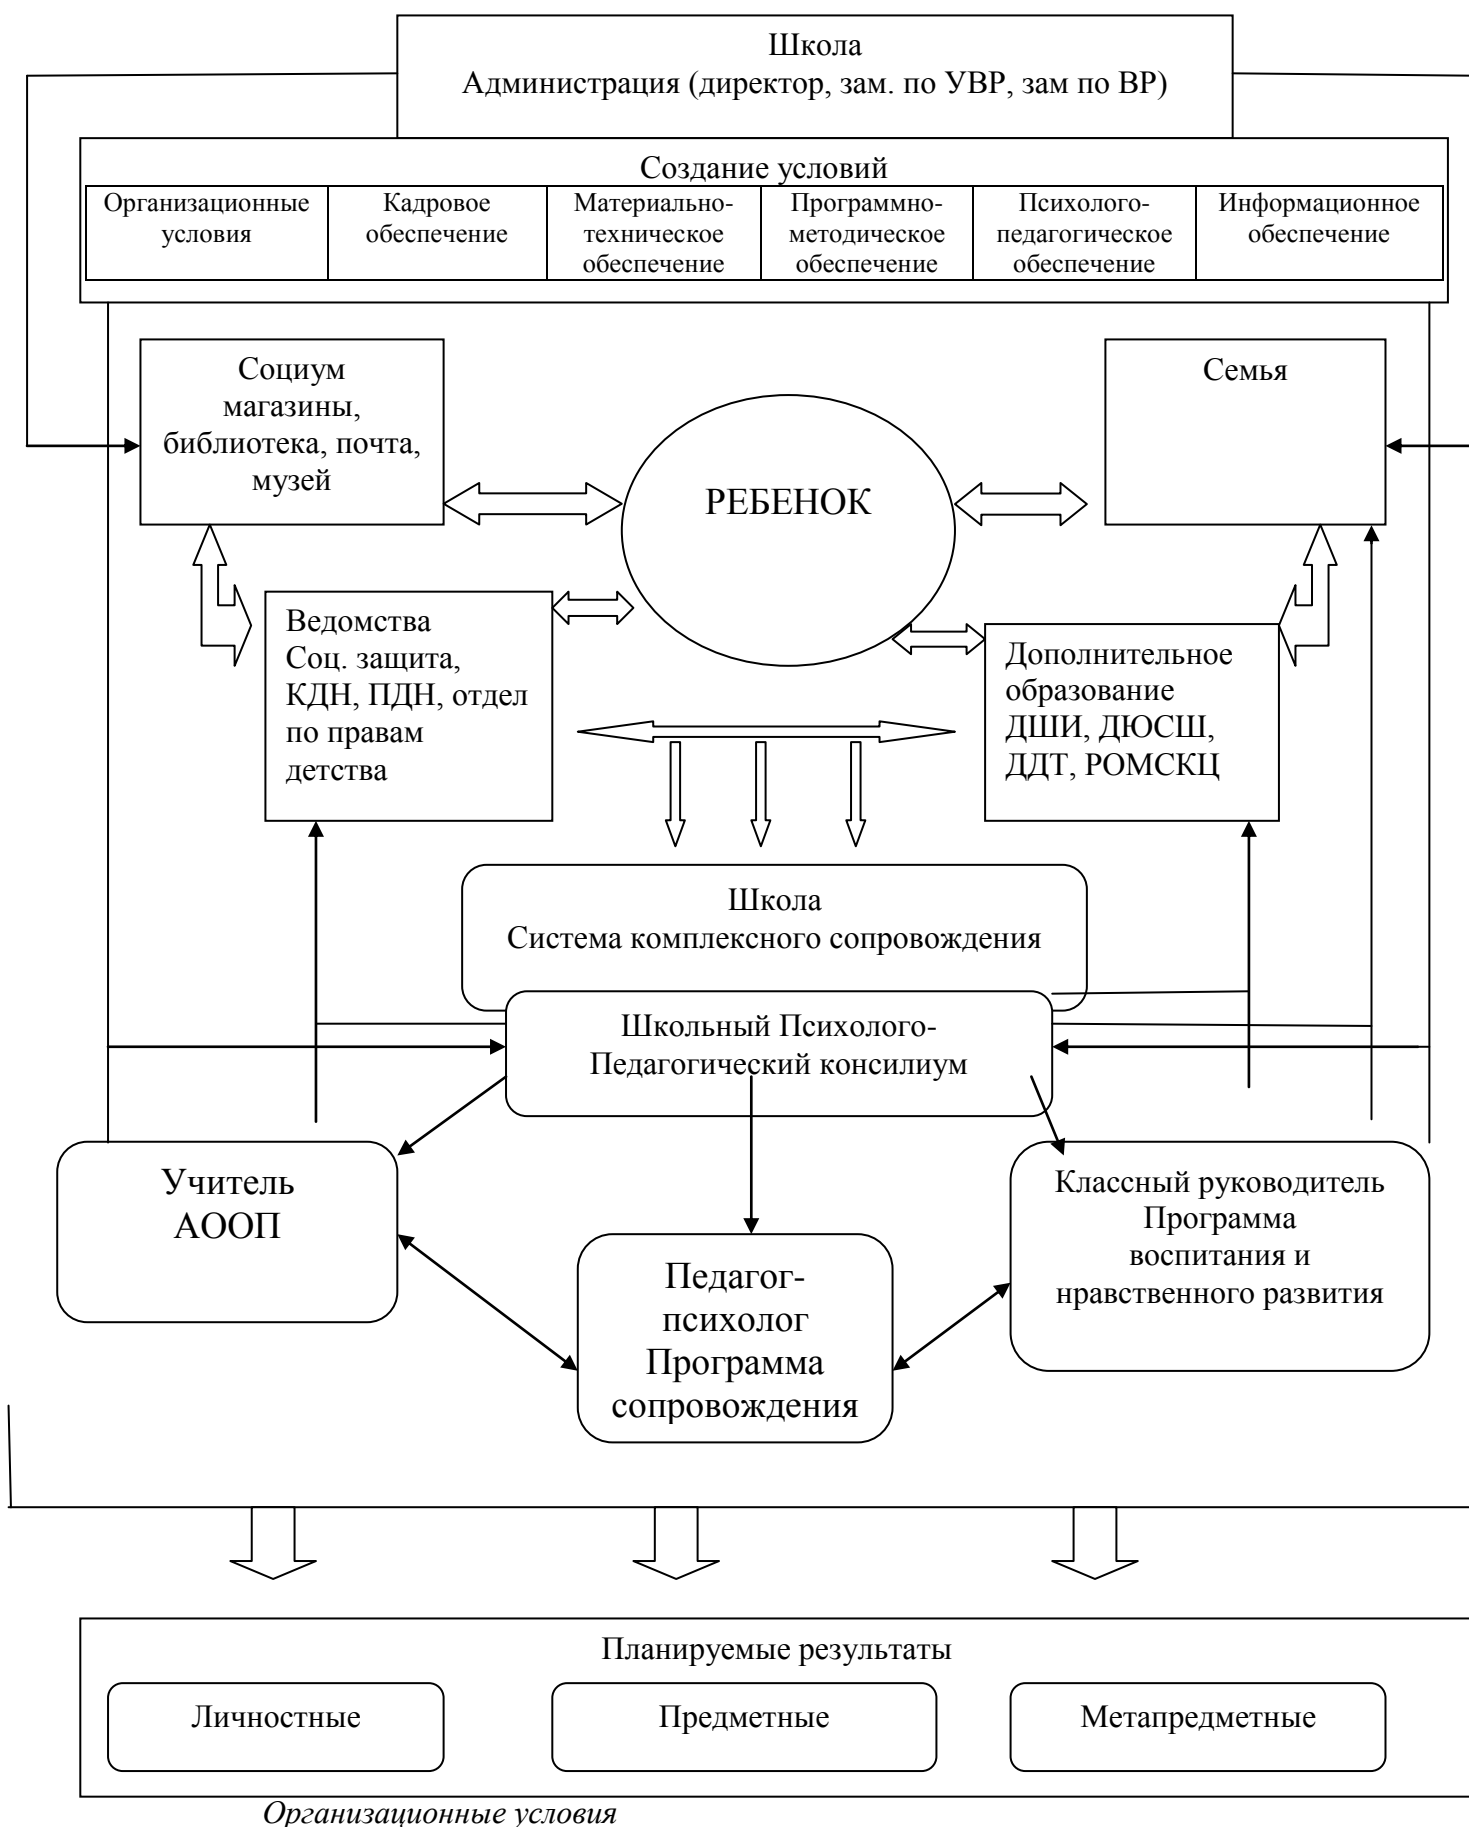 Школа
Администрация (директор, зам. по УВР, зам по ВР)
Создание условий
Организационные
условия
Кадровое
обеспечение
Материально-
техническое
обеспечение
Программно-
методическое
обеспечение
Психолого-
педагогическое
обеспечение
Информационное
обеспечение
Социум
магазины,
библиотека, почта,
музей
РЕБЕНОК
Семья
Ведомства
Соц. защита,
КДН, ПДН, отдел
по правам
детства
Дополнительное
образование
ДШИ, ДЮСШ,
ДДТ, РОМСКЦ
Школа
Система комплексного сопровождения
Школьный Психолого-
Педагогический консилиум
Учитель
АООП
Педагог-
психолог
Программа
сопровождения
Классный руководитель
Программа
воспитания и
нравственного развития
Планируемые результаты
Личностные
Предметные
Метапредметные
Организационные условия